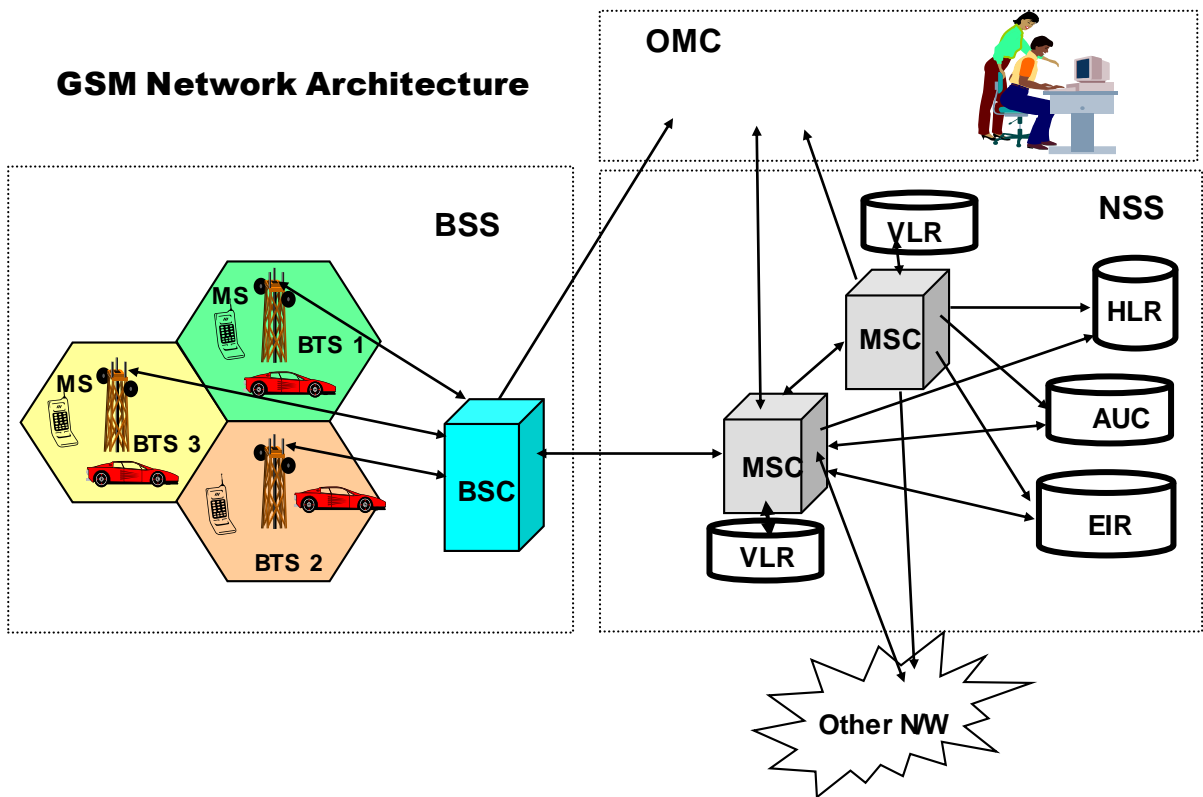 GSM Network Architecture
OMC
BSS
MS
BTS 1
MS
BTS 3
BTS 2
BSC
NSS
VLR
MSC
HLR
MSC
AUC
VLR
EIR
Other N/W